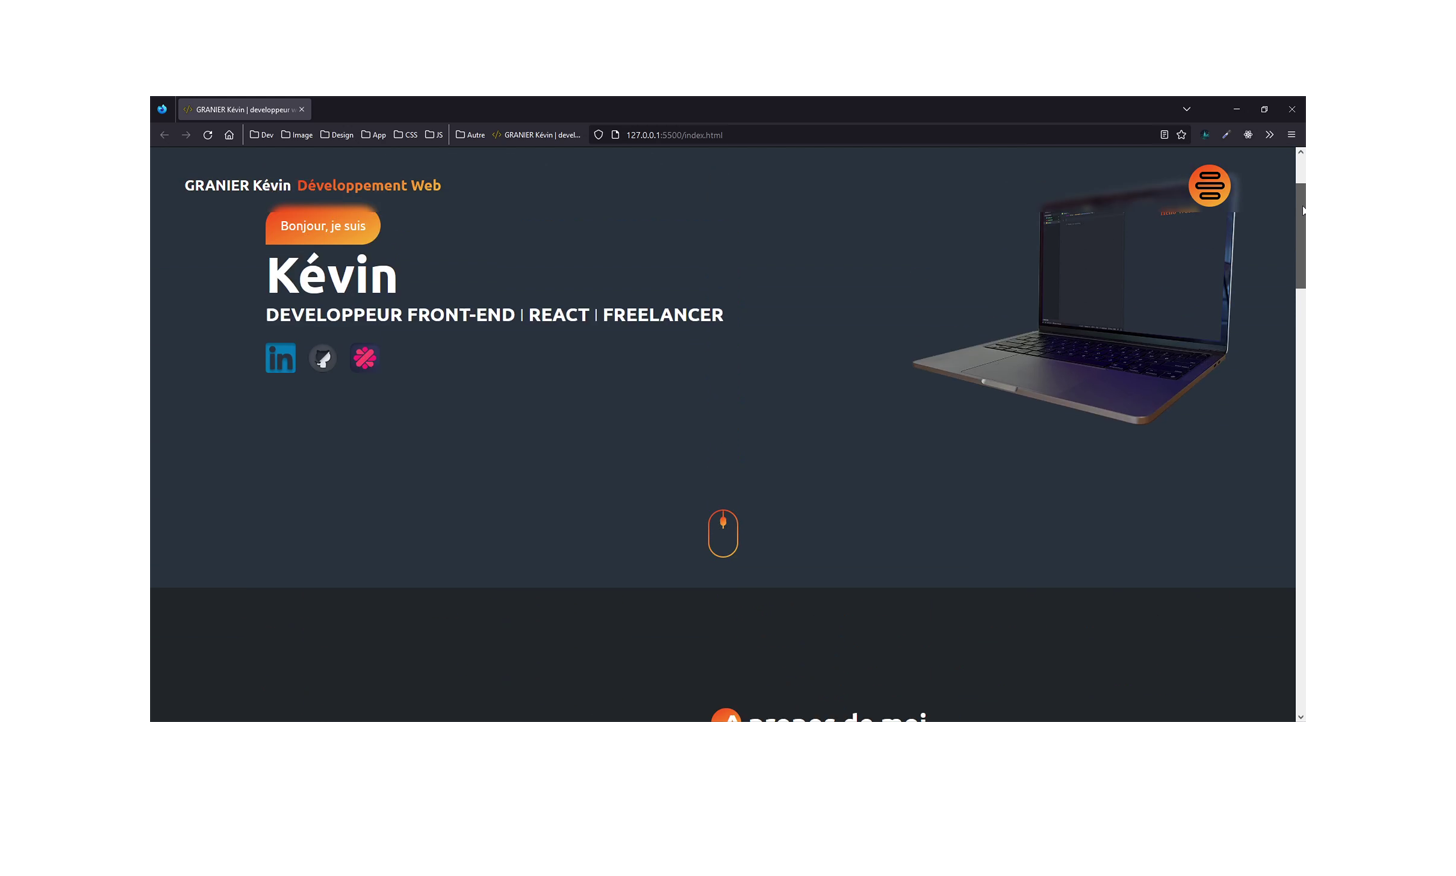 GRANIER Kévin | developpeur w
Dev Image Design App CSS JS Autre GRANIER Kévin | devel... 127.0.0.1:5500/index.html
GRANIER Kévin Développement Web
Bonjour, je suis
Kévin
DEVELOPPEUR FRONT-END | REACT | FREELANCER
in
A propos de moi